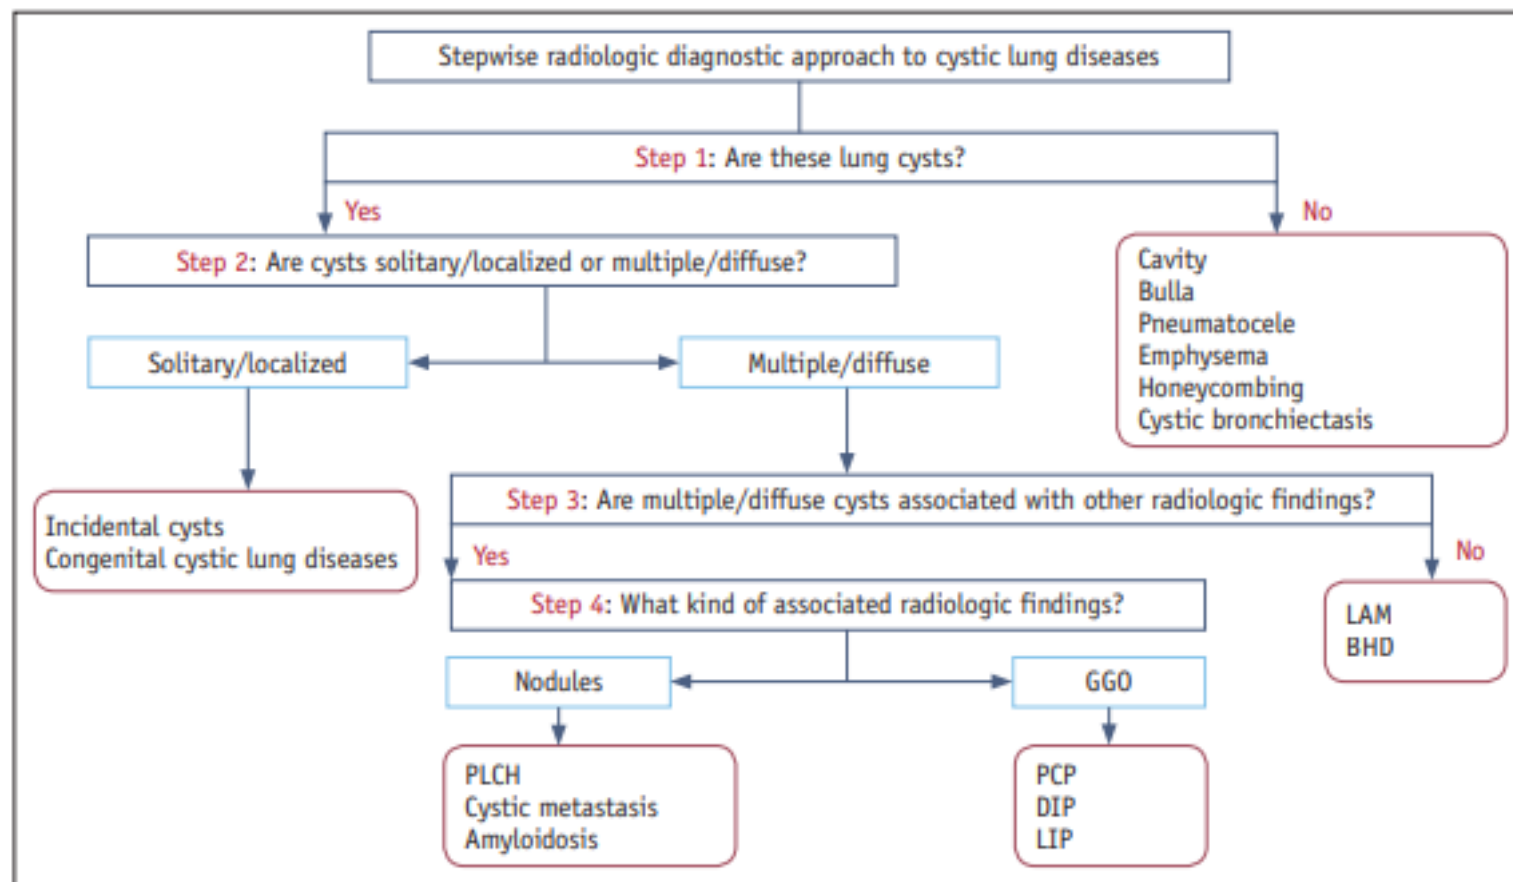 Stepwise radiologic diagnostic approach to cystic lung diseases
Step 1: Are these lung cysts?
Yes
No
Step 2: Are cysts solitary/localized or multiple/diffuse?
Cavity
Bulla
Pneumatocele
Emphysema
Honeycombing
Cystic bronchiectasis
Solitary/localized
Multiple/diffuse
Incidental cysts
Congenital cystic lung diseases
Step 3: Are multiple/diffuse cysts associated with other radiologic findings?
Yes
No
Step 4: What kind of associated radiologic findings?
LAM
BHD
Nodules
GGO
PLCH
Cystic metastasis
Amyloidosis
PCP
DIP
LIP